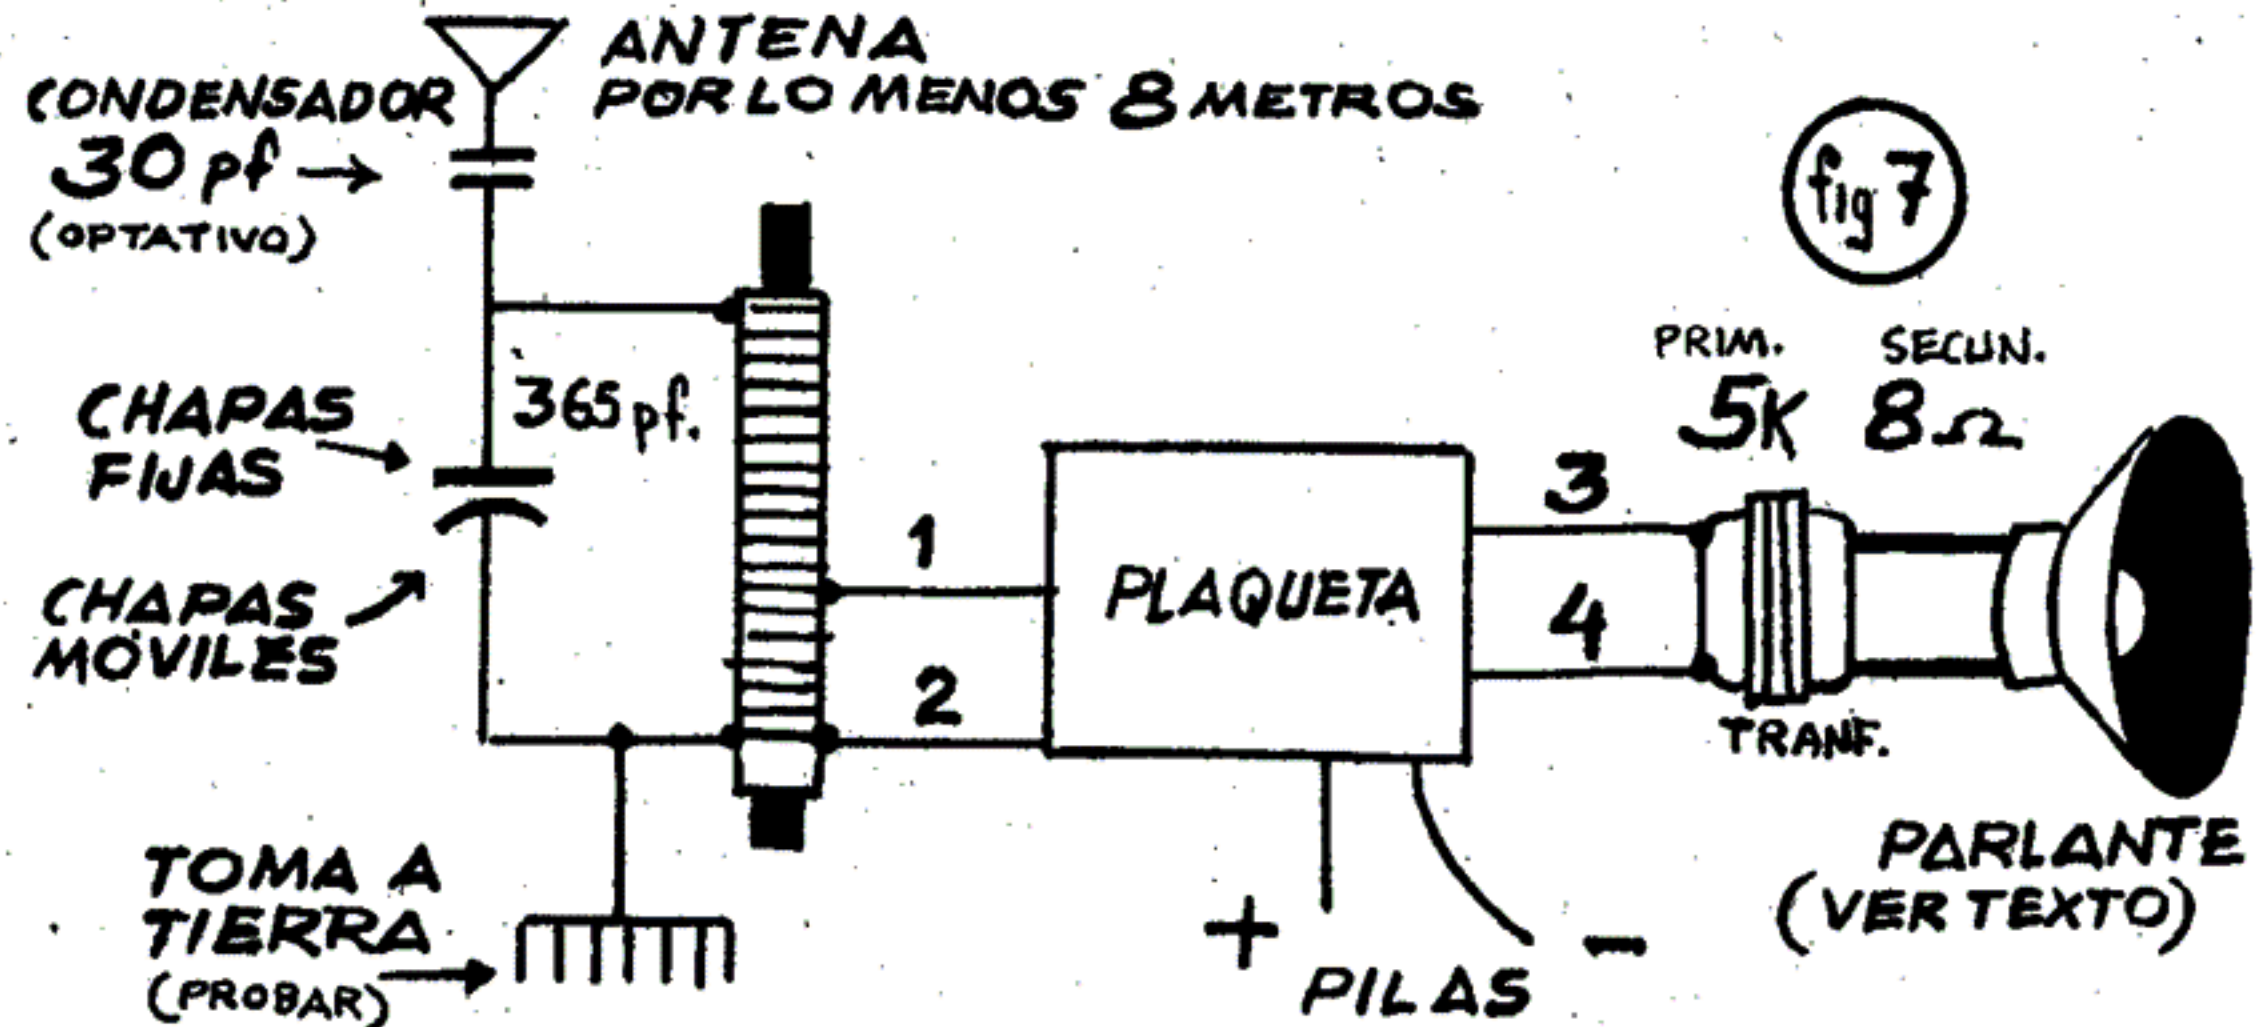 ANTENA
POR LO MENOS 8 METROS
CONDENSADOR
30 pf
(OPTATIVO)
fig 7
365 pf.
CHAPAS
FIJAS
CHAPAS
MÓVILES
1
2
PLAQUETA
3
4
PRIM. SECUN.
5K 8Ω
TRANF.
PARLANTE
(VER TEXTO)
TOMA A
TIERRA
(PROBAR)
+ -
PILAS